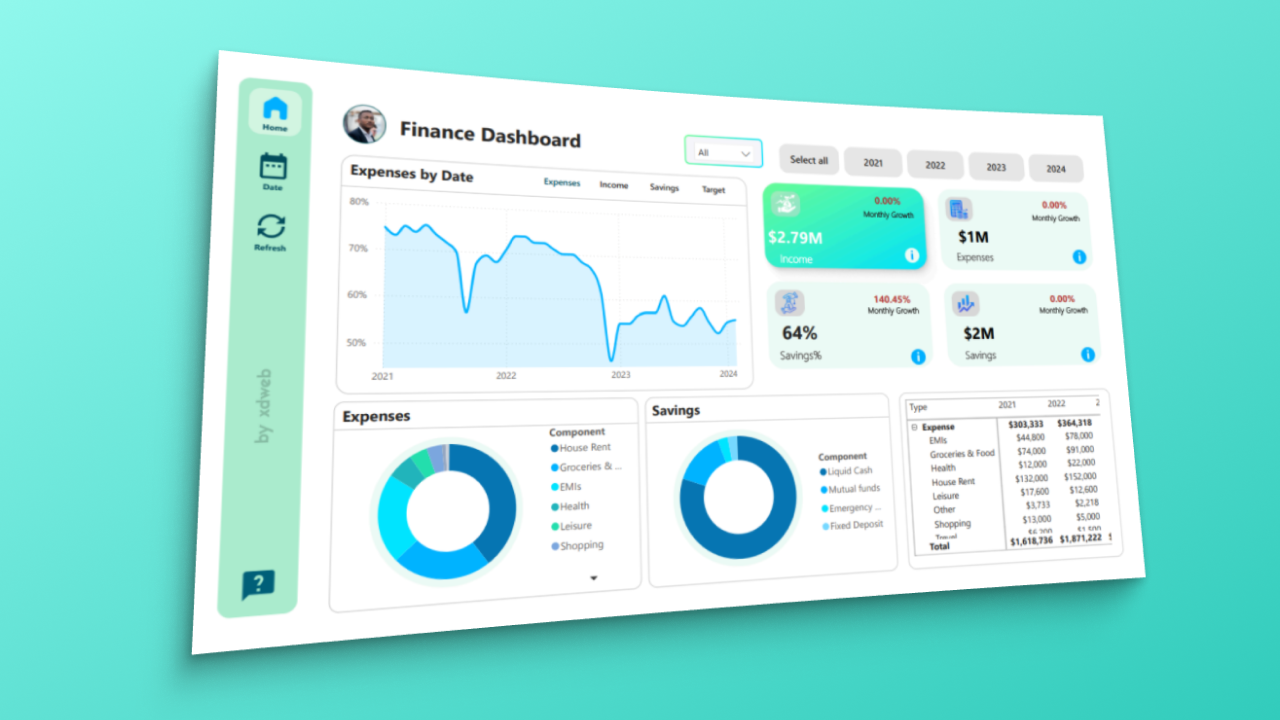 Home
Date
Refresh
by xdweb
Finance Dashboard
All
Select all
2021
2022
2023
2024
Expenses by Date
Expenses
Income
Savings
Target
80%
70%
60%
50%
2021
2022
2023
2024
0.00%
Monthly Growth
$2.79M
Income
0.00%
Monthly Growth
$1M
Expenses
140.45%
Monthly Growth
64%
Savings%
0.00%
Monthly Growth
$2M
Savings
Expenses
Component
House Rent
Groceries & ...
EMIs
Health
Leisure
Shopping
Savings
Component
Liquid Cash
Mutual funds
Emergency ...
Fixed Deposit
Type 2021 2022 2
Expense $303,333 $364,318
EMIs $44,800 $78,000
Groceries & Food $74,000 $91,000
Health $12,000 $22,000
House Rent $132,000 $152,000
Leisure $17,600 $12,600
Other $3,733 $2,218
Shopping $13,000 $5,000
Total $1,618,736 $1,871,222 $